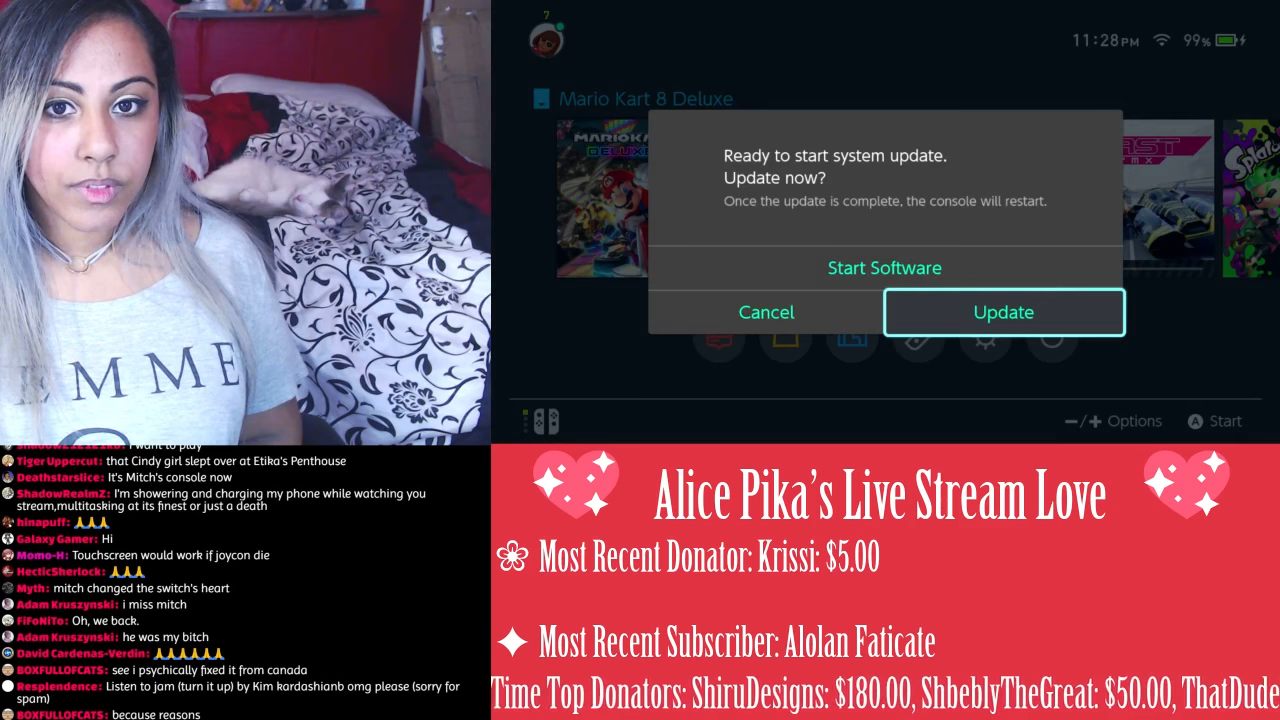 7
11:28PM
99%
Mario Kart 8 Deluxe
MARIOKA
DELUXE
Ready to start system update.
Update now?
Once the update is complete, the console will restart.
Start Software
Cancel
Update
Options
A Start
EMME
i want to play
Tiger Uppercut: that Cindy girl slept over at Etika's Penthouse
Deathstarslice: It's Mitch's console now
ShadowRealmZ: I'm showering and charging my phone while watching you
stream,multitasking at its finest or just a death
hinapuff: 🙏🙏🙏
Galaxy Gamer: Hi
Momo-H: Touchscreen would work if joycon die
HecticSherlock: 🙏🙏🙏
Myth: mitch changed the switch's heart
Adam Kruszynski: i miss mitch
FiFoNiTo: Oh, we back.
Adam Kruszynski: he was my bitch
David Cardenas-Verdin: 🙏🙏🙏🙏🙏🙏
BOXFULLOFCATS: see i psychically fixed it from canada
Resplendence: Listen to jam (turn it up) by Kim kardashianb omg please (sorry for
spam)
BOXFULLOFCATS: because reasons
Alice Pika's Live Stream Love
Most Recent Donator: Krissi: $5.00
Most Recent Subscriber: Alolan Faticate
Time Top Donators: ShiruDesigns: $180.00, ShbeblyTheGreat: $50.00, ThatDude